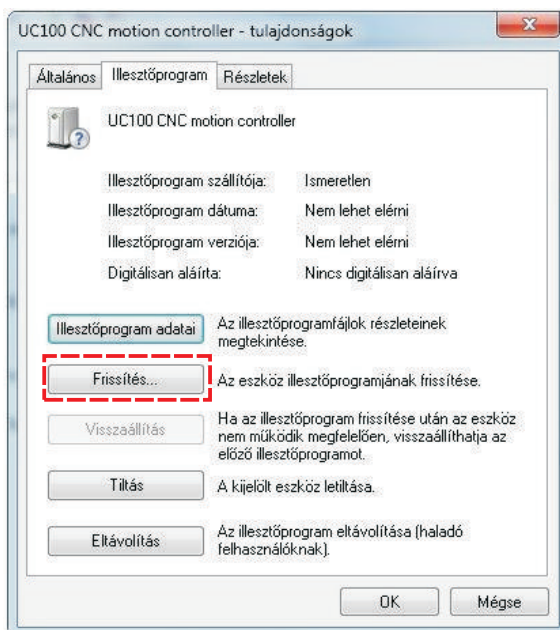 UC100 CNC motion controller - tulajdonságok
Általános Illesztőprogram Részletek
UC100 CNC motion controller
Illesztőprogram szállítója: Ismeretlen
Illesztőprogram dátuma: Nem lehet elérni
Illesztőprogram verziója: Nem lehet elérni
Digitálisan aláírta: Nincs digitálisan aláírva
Illesztőprogram adatai
Az illesztőprogramfájlok részleteinek
megtekintése.
Frissítés...
Az eszköz illesztőprogramjának frissítése.
Visszaállítás
Ha az illesztőprogram frissítése után az eszköz
nem működik megfelelően, visszaállíthatja az
előző illesztőprogramot.
Tiltás
A kijelölt eszköz letiltása.
Eltávolítás
Az illesztőprogram eltávolítása (haladó
felhasználóknak).
OK Mégse